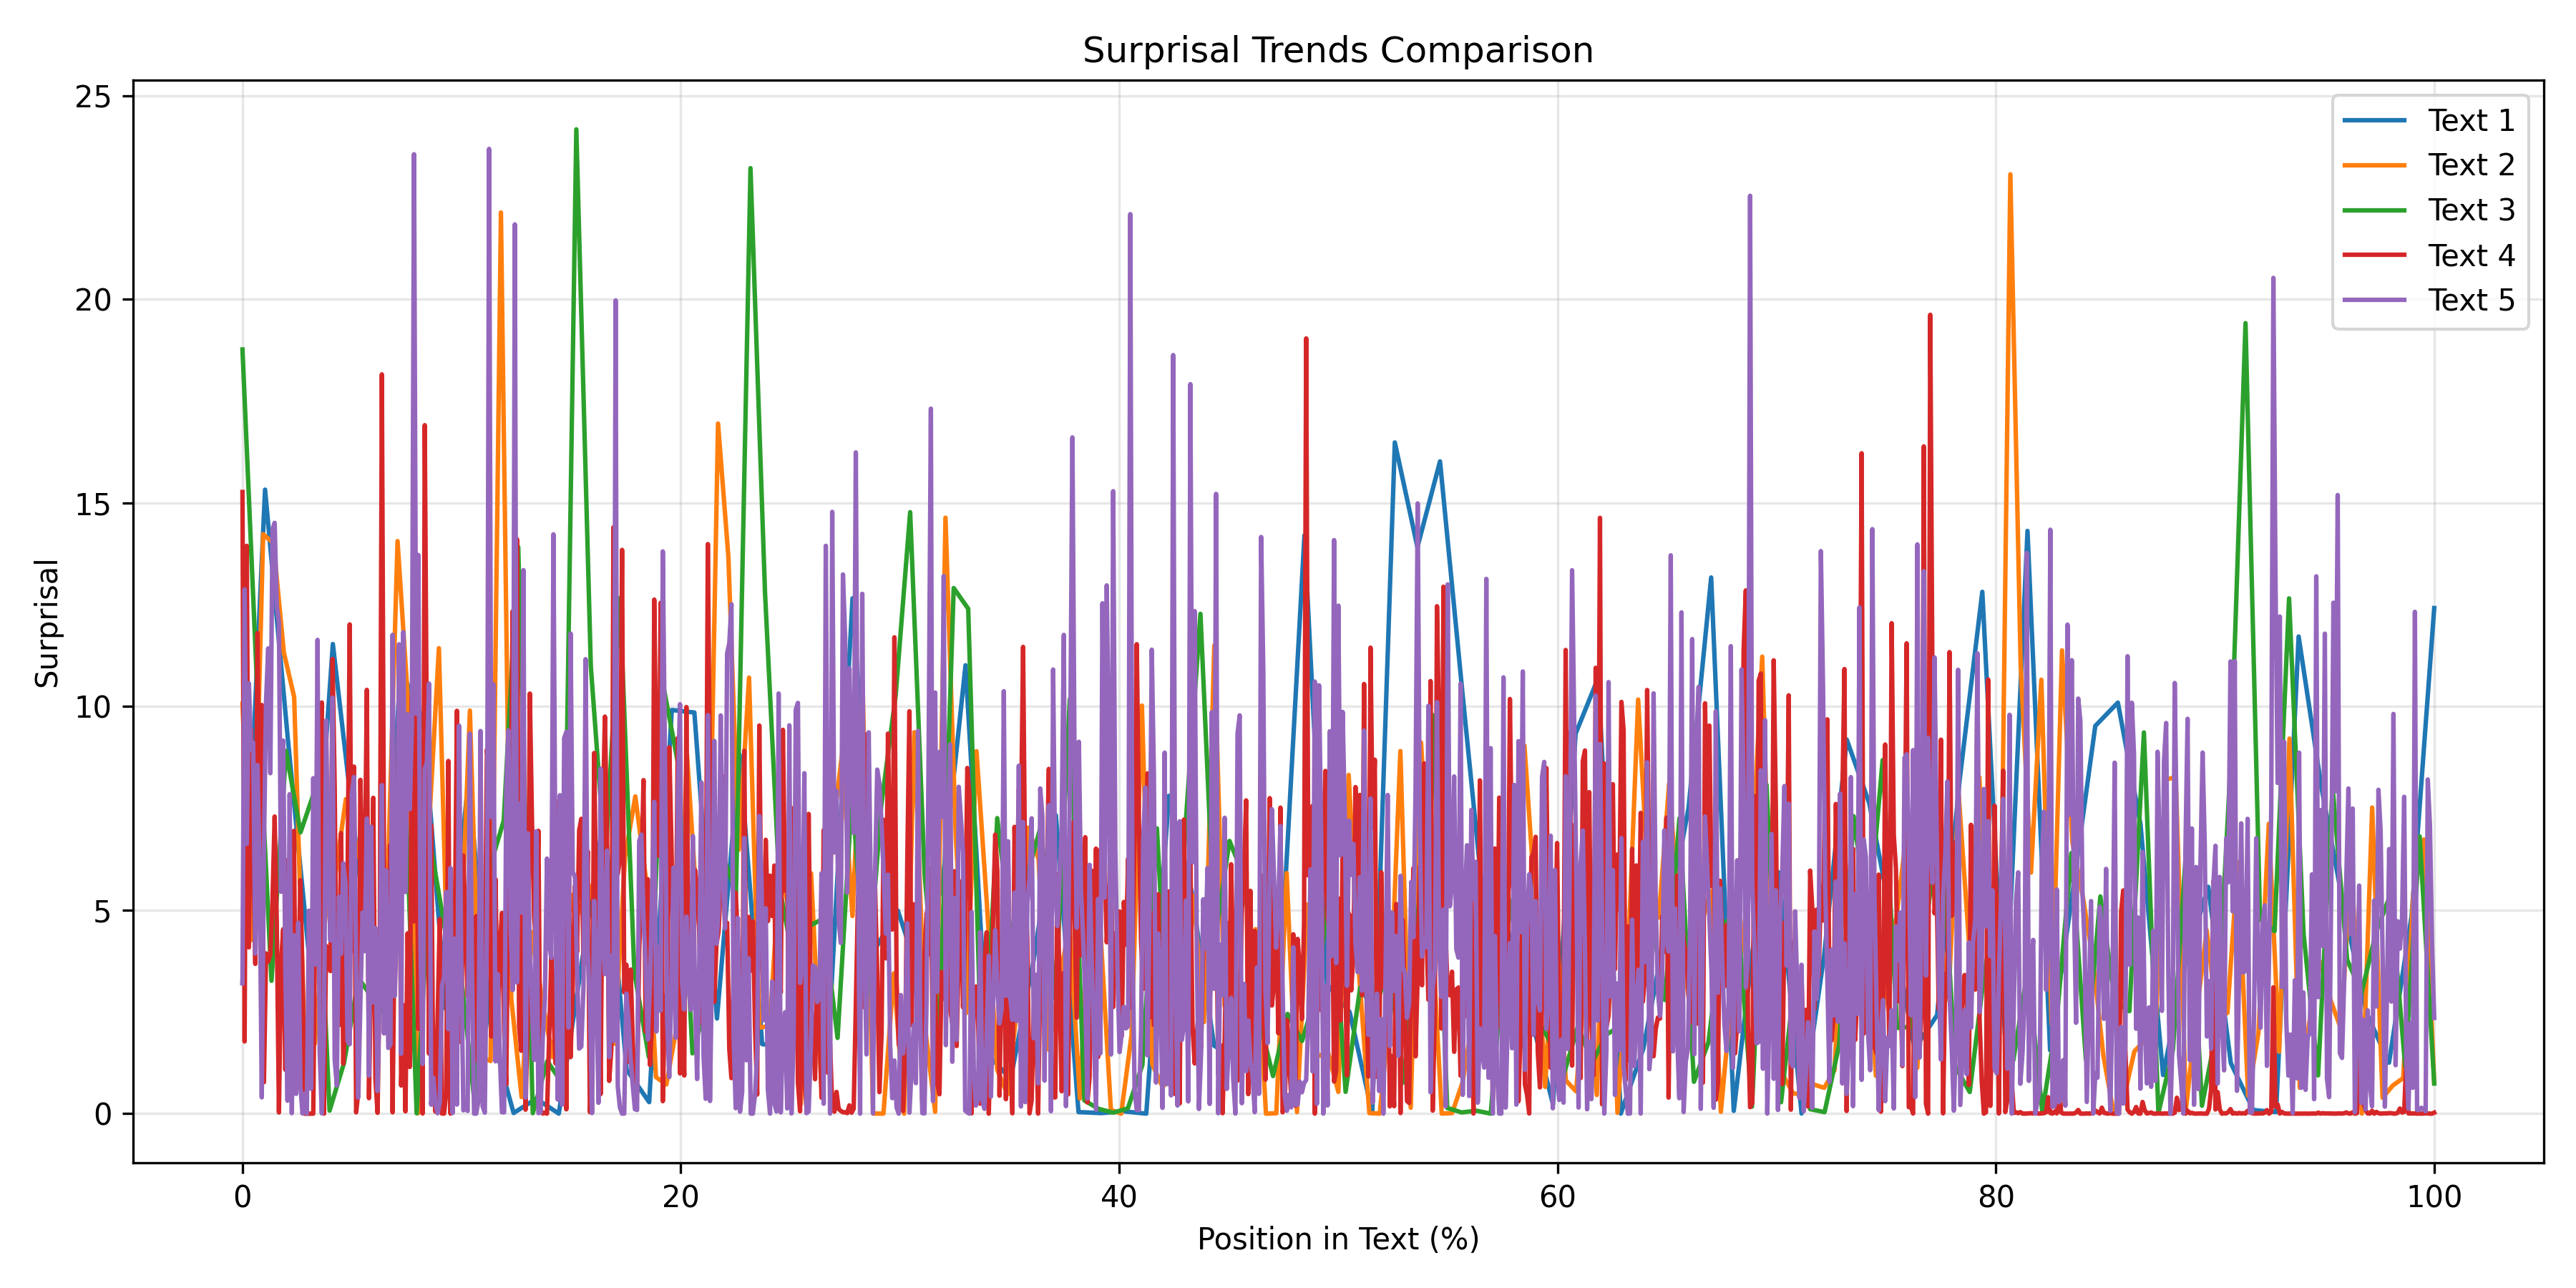 Surprisal Trends Comparison
25
20
15
10
5
0
Surprisal
0 20 40 60 80 100
Position in Text (%)
Text 1
Text 2
Text 3
Text 4
Text 5